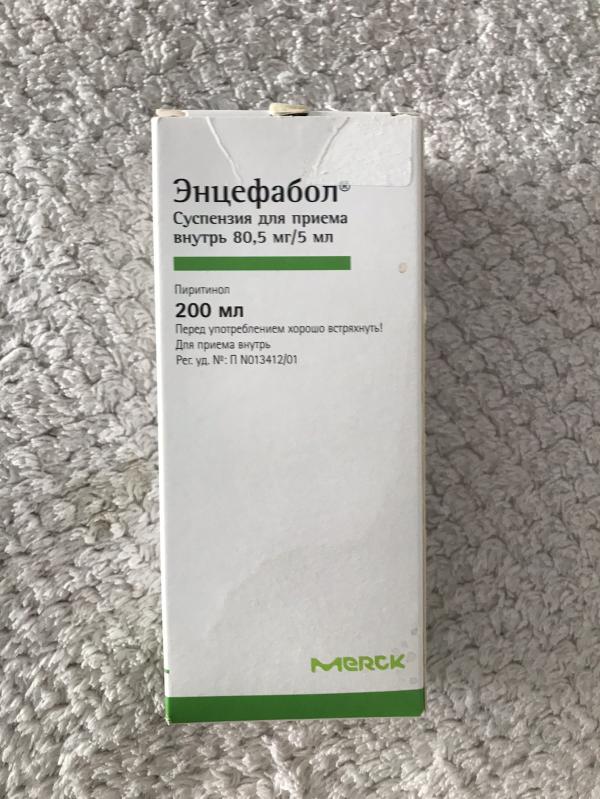 Энцефабол®
Суспензия для приема
внутрь 80,5 мг/5 мл
Пиритинол
200 мл
Перед употреблением хорошо встряхнуть!
Для приема внутрь
Рег. уд. №: П N013412/01
MERCK